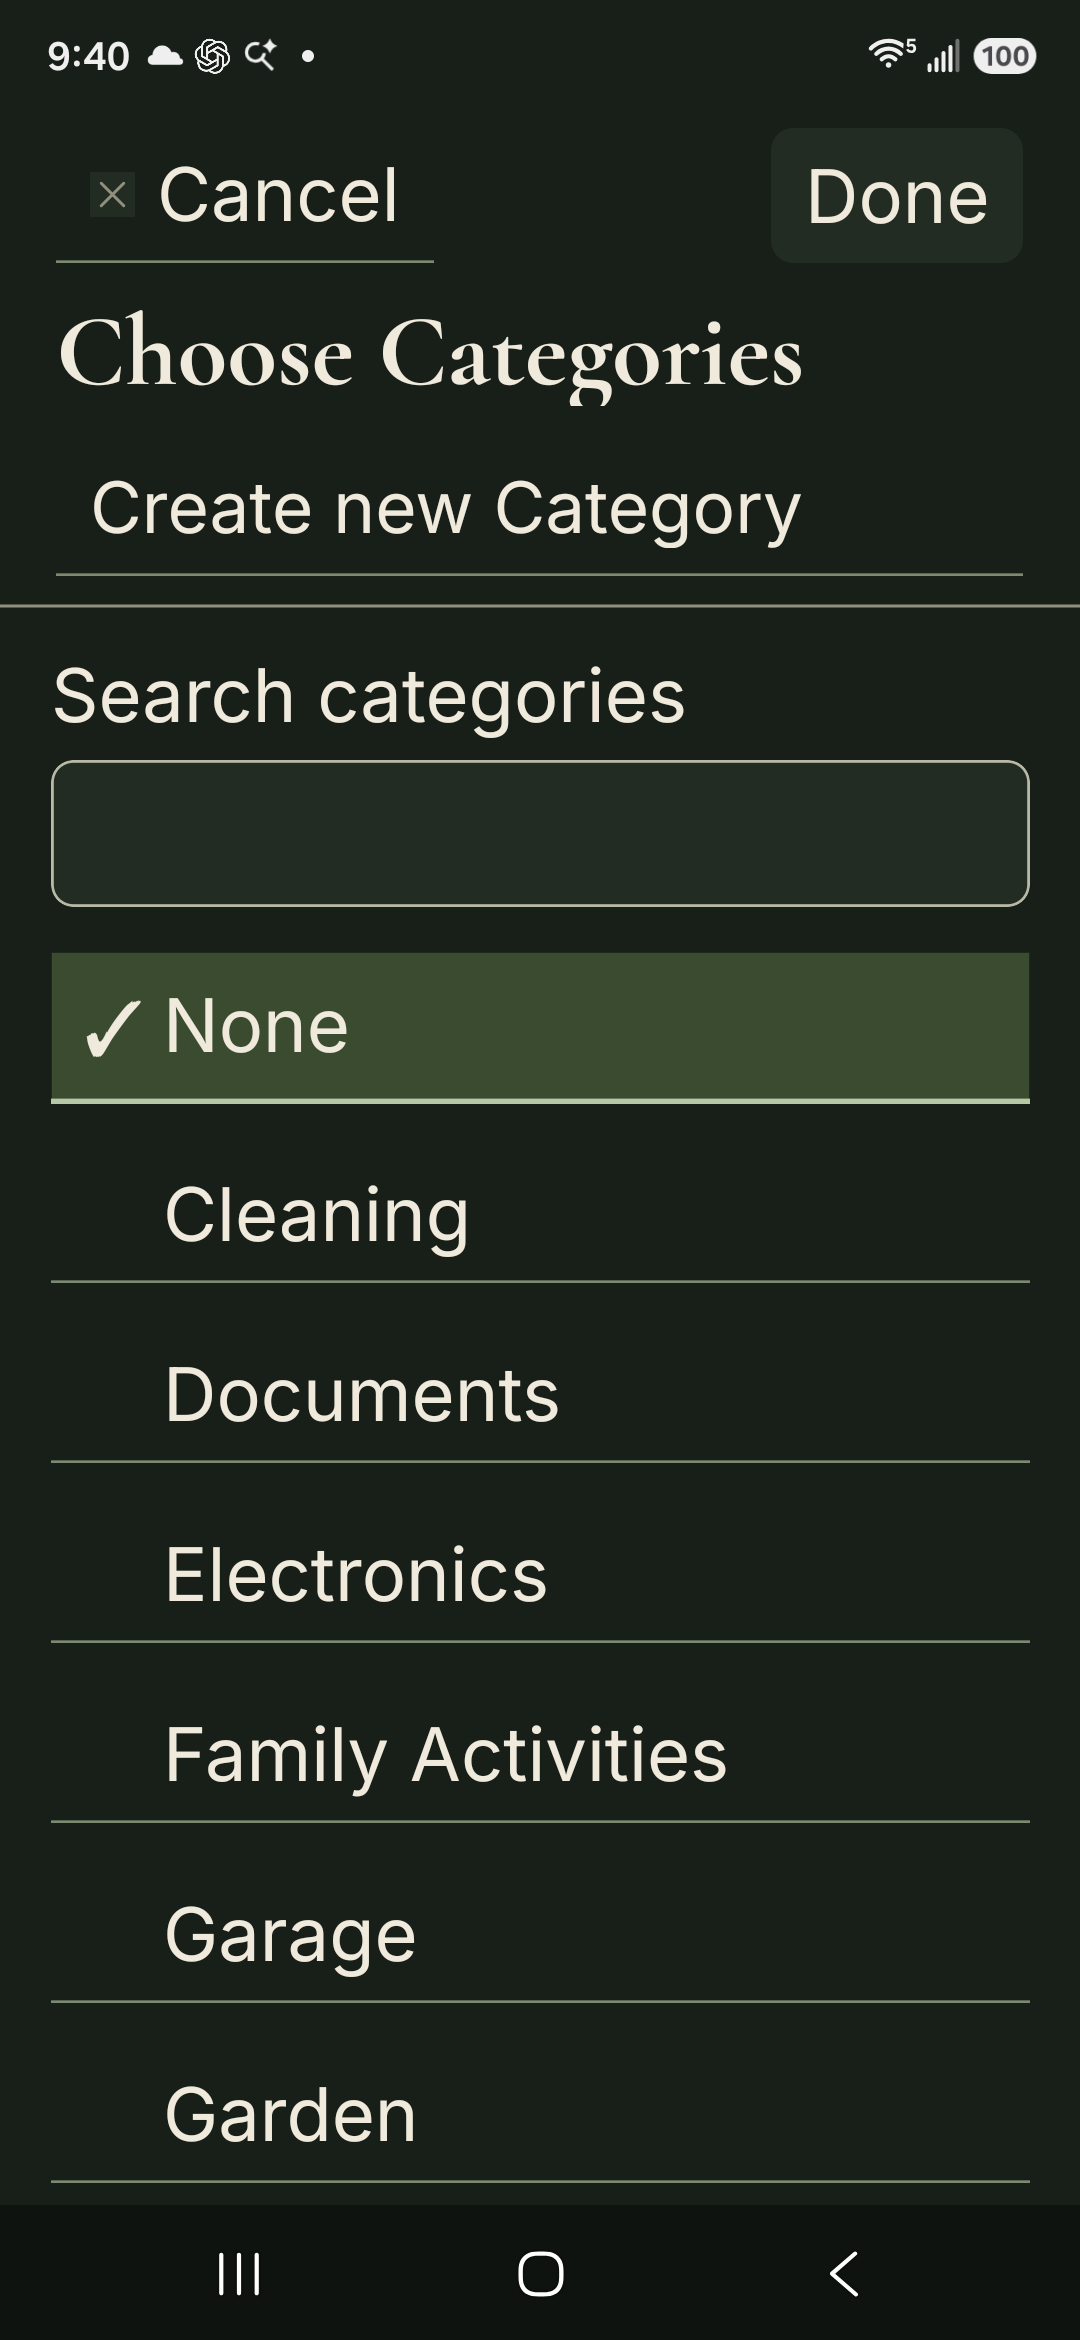 9:40
5
100
Cancel
Done
Choose Categories
Create new Category
Search categories
✓ None
Cleaning
Documents
Electronics
Family Activities
Garage
Garden